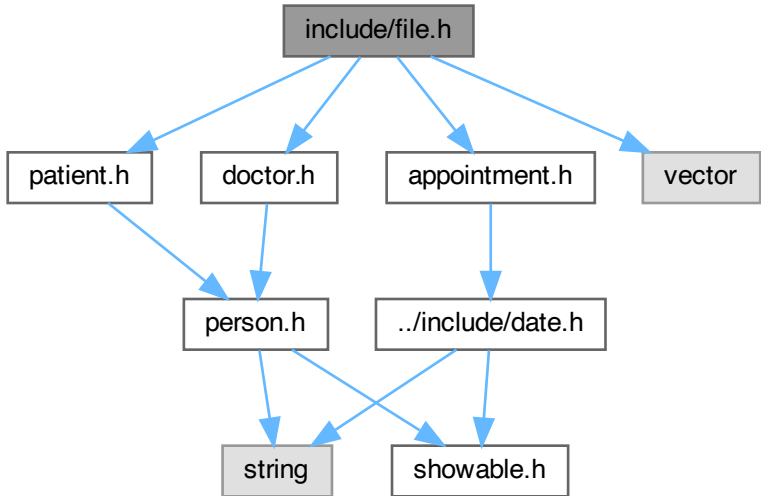 include/file.h
patient.h
doctor.h
appointment.h
vector
person.h
../include/date.h
string
showable.h